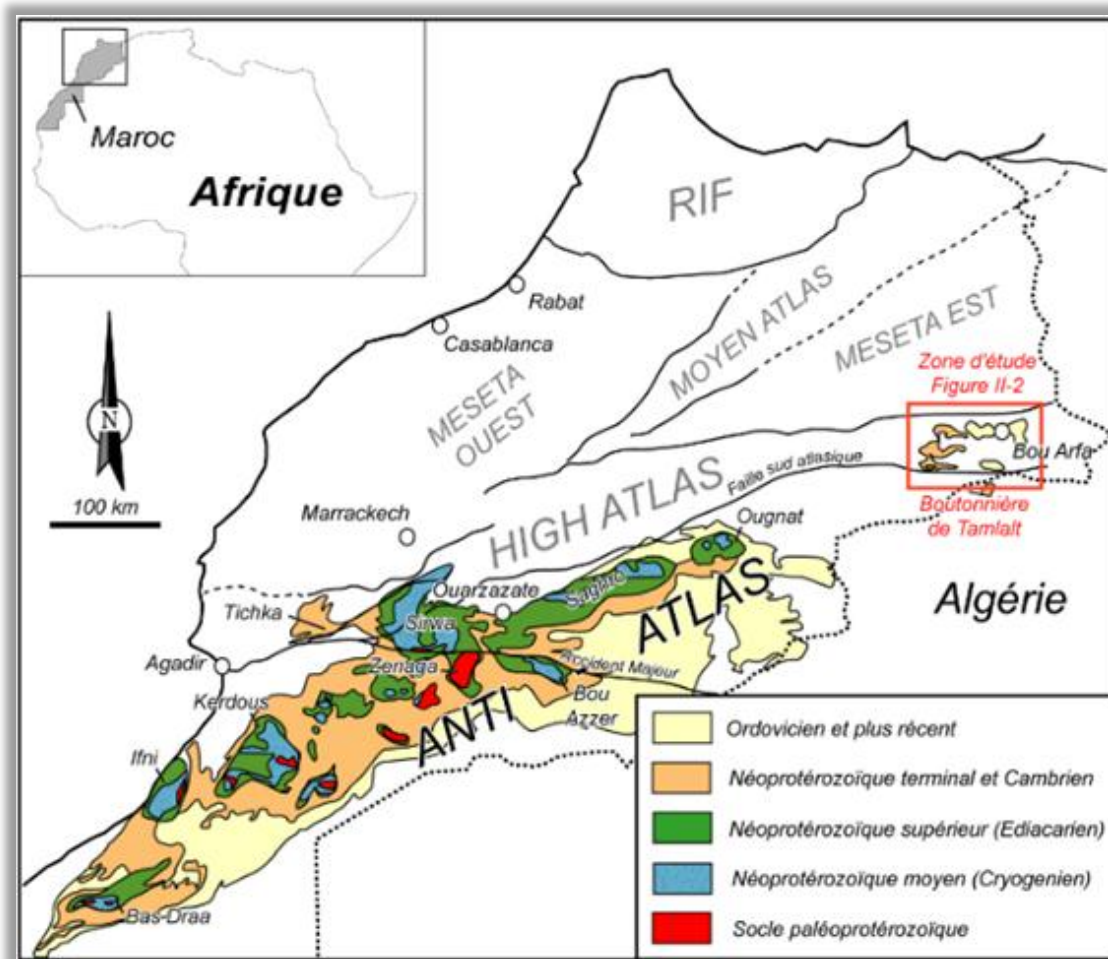 Maroc
Afrique
RIF
Rabat
Casablanca
MOYEN ATLAS
MESETA EST
MESETA
OUEST
Zone d'étude
Figure II-2
Bou Arfa
Boutonnière
de Tamlalt
N
100 km
Marrackech
HIGH ATLAS
Faille sud atlasique
Ougnat
Ouarzazate
Saghro
Algérie
Tichka
Sirwa
ANTI
ATLAS
Agadir
Zenaga
Accident Majeur
Kerdous
Bou
Azzer
Ifni
Bas-Draa
Ordovicien et plus récent
Néoprotérozoïque terminal et Cambrien
Néoprotérozoïque supérieur (Ediacarien)
Néoprotérozoïque moyen (Cryogenien)
Socle paléoprotérozoïque